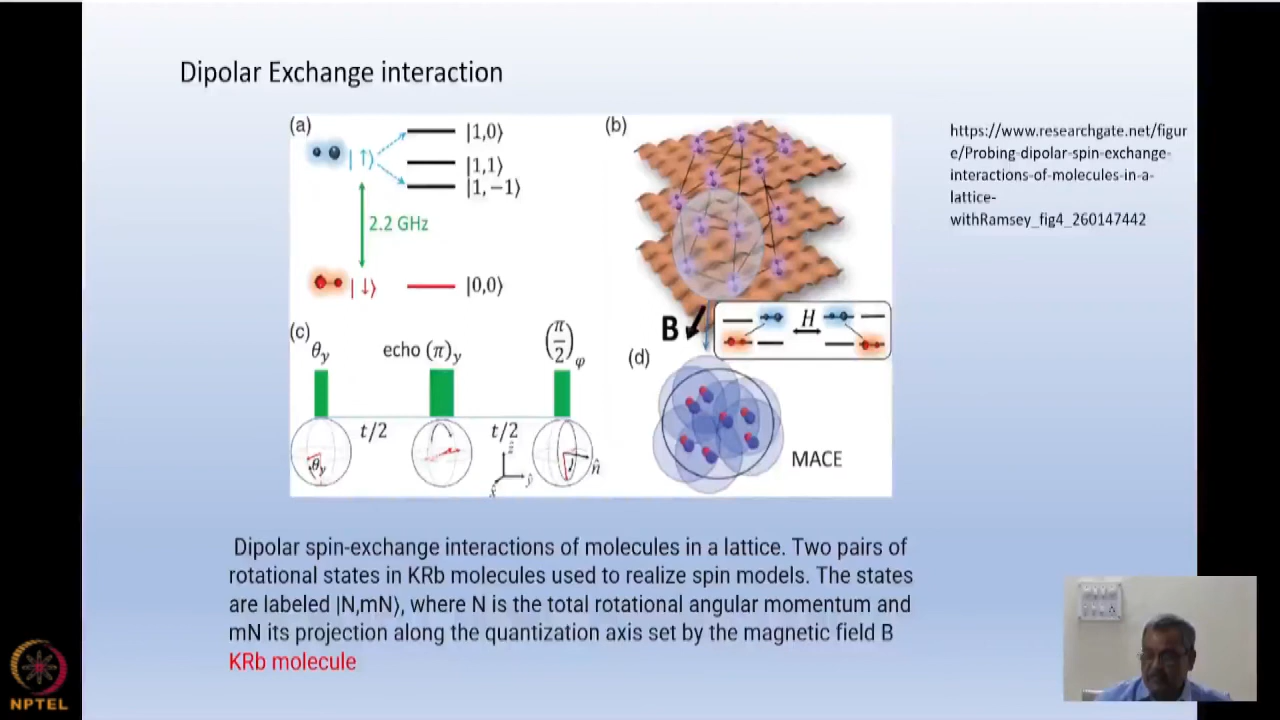 Dipolar Exchange interaction
(a)
|↑⟩
|1,0⟩
|1,1⟩
|1,−1⟩
2.2 GHz
|↓⟩
|0,0⟩
(b)
B
H
(c)
θy
echo (π)y
(π/2)φ
t/2
t/2
θy
ŷ
n̂
(d)
MACE
https://www.researchgate.net/figur
e/Probing-dipolar-spin-exchange-
interactions-of-molecules-in-a-
lattice-
withRamsey_fig4_260147442
Dipolar spin-exchange interactions of molecules in a lattice. Two pairs of
rotational states in KRb molecules used to realize spin models. The states
are labeled |N,mN⟩, where N is the total rotational angular momentum and
mN its projection along the quantization axis set by the magnetic field B
KRb molecule
NPTEL